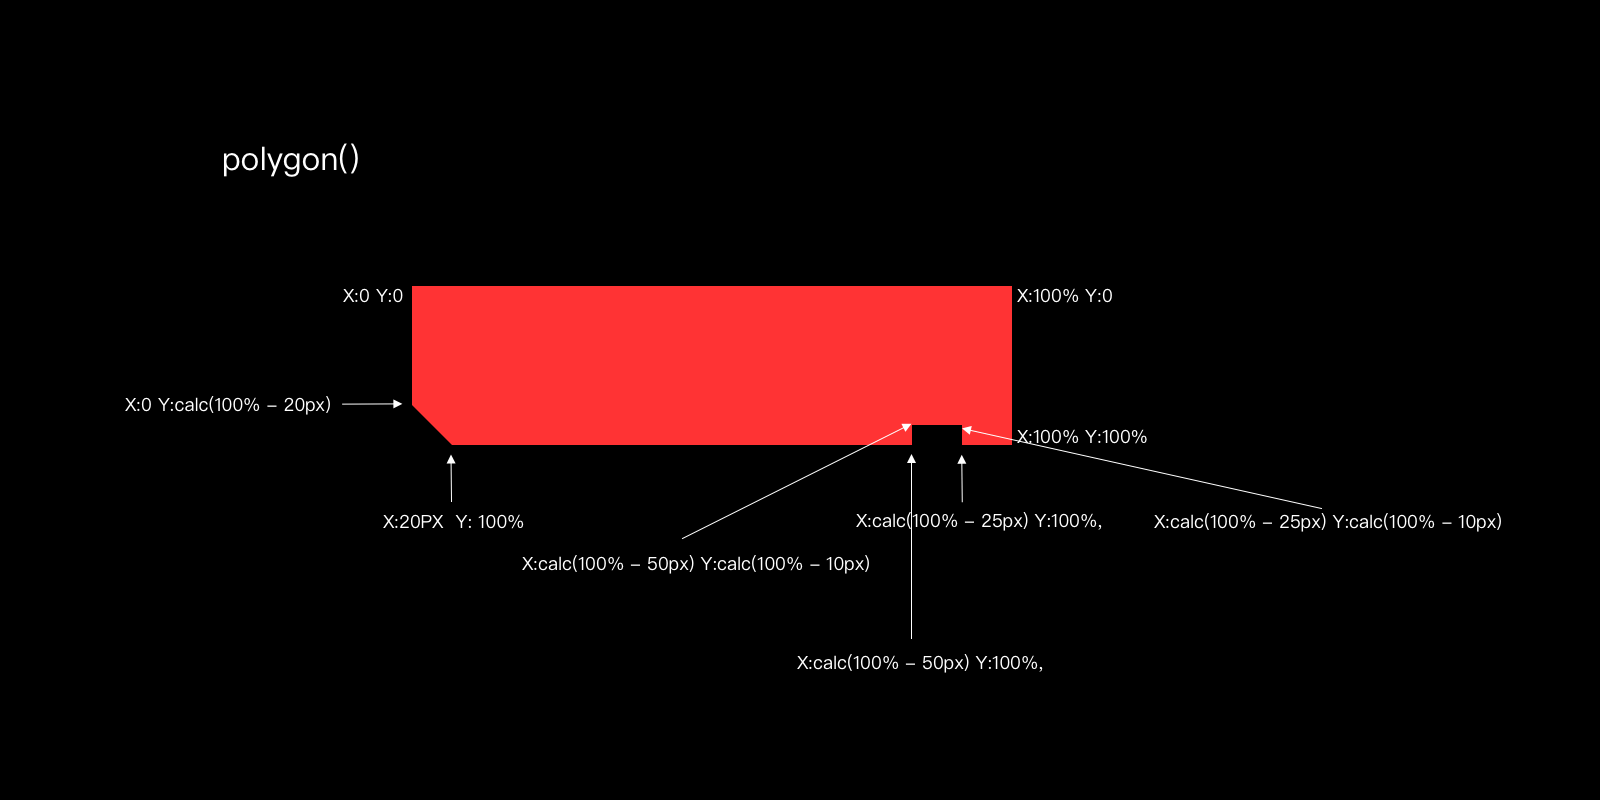 polygon()
X:0 Y:0
X:100% Y:0
X:0 Y:calc(100% – 20px)
X:100% Y:100%
X:20PX  Y: 100%
X:calc(100% – 25px) Y:100%,
X:calc(100% – 25px) Y:calc(100% – 10px)
X:calc(100% – 50px) Y:calc(100% – 10px)
X:calc(100% – 50px) Y:100%,